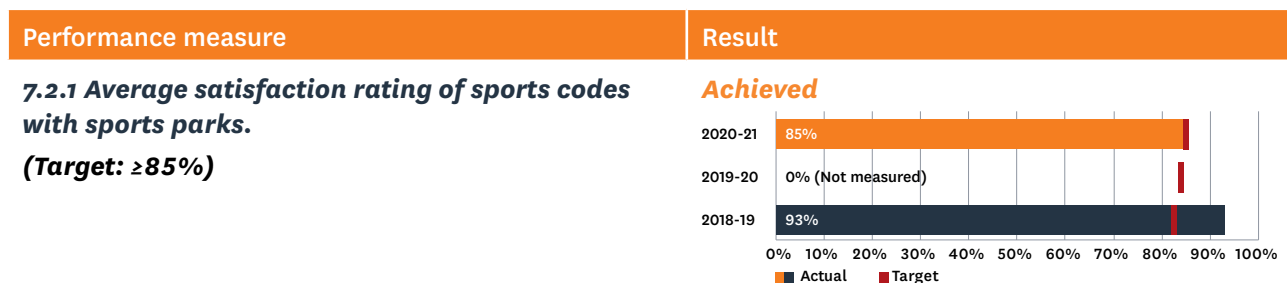 Performance measure
Result
7.2.1 Average satisfaction rating of sports codes
with sports parks.
(Target: ≥85%)
Achieved
2020-21 85%
2019-20 0% (Not measured)
2018-19 93%
0% 10% 20% 30% 40% 50% 60% 70% 80% 90% 100%
Actual Target